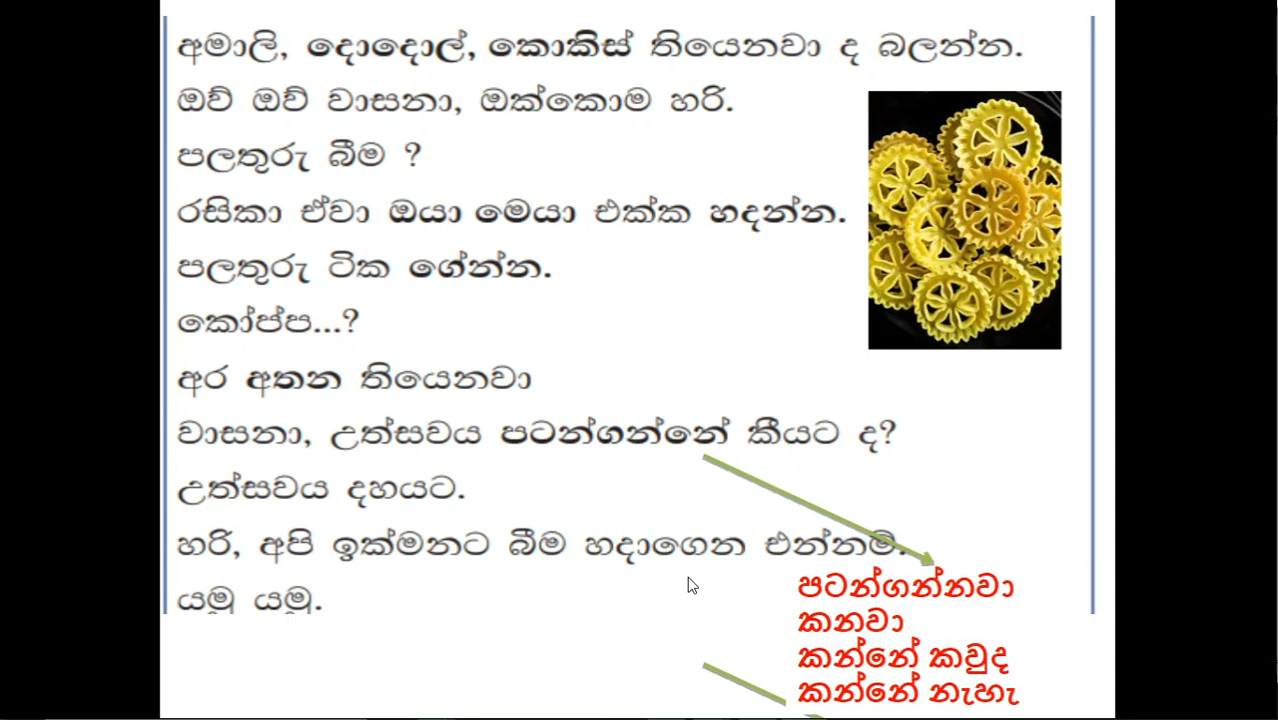 අමාලි, දොදොල්, කොකිස් තියෙනවා ද බලන්න.
ඔව් ඔව් වාසනා, ඔක්කොම හරි.
පලතුරු බීම ?
රසිකා ඒවා ඔයා මෙයා එක්ක හදන්න.
පලතුරු ටික ගේන්න.
කෝප්ප...?
අර අතන තියෙනවා
වාසනා, උත්සවය පටන්ගන්නේ කීයට ද?
උත්සවය දහයට.
හරි, අපි ඉක්මනට බීම හදාගෙන එන්නම්.
යමු යමු.
පටන්ගන්නවා
කනවා
කන්නේ කවුද
කන්නේ නැහැ